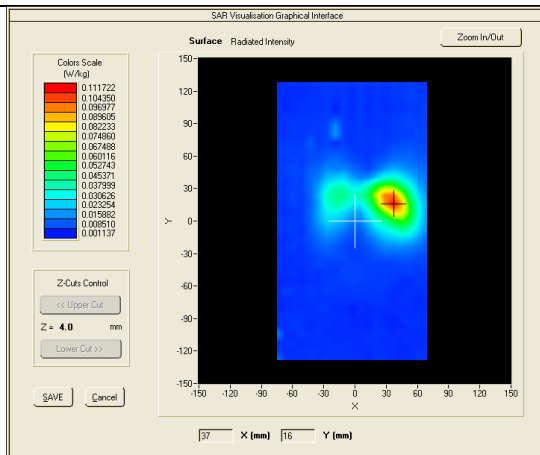 SAR Visualisation Graphical Interface
Surface Radiated Intensity
Zoom In/Out
Colors Scale
(W/kg)
0.111722
0.104350
0.096977
0.089605
0.082233
0.074860
0.067488
0.060116
0.052743
0.045371
0.037999
0.030626
0.023254
0.015882
0.008510
0.001137
Z-Cuts Control
<< Upper Cut
Z = 4.0 mm
Lower Cut >>
SAVE Cancel
150
120
90
60
30
0
-30
-60
-90
-120
-150
Y
-150 -120 -90 -60 -30 0 30 60 90 120 150
X
37 X (mm) 16 Y (mm)